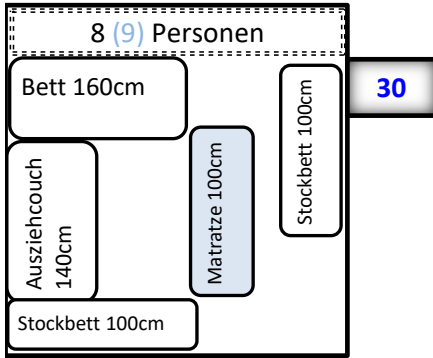 8 (9) Personen
Bett 160cm
30
Stockbett 100cm
Matratze 100cm
Ausziehcouch
140cm
Stockbett 100cm